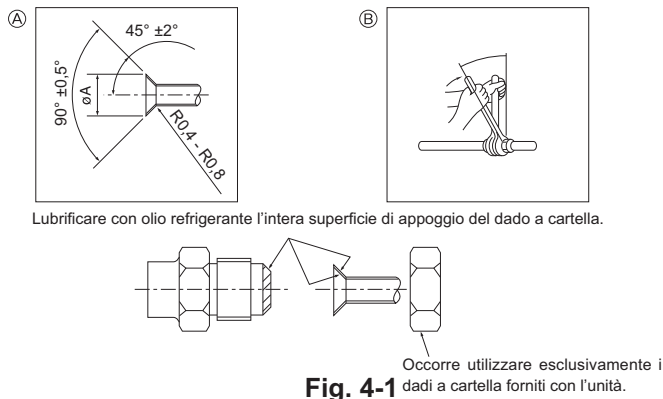 Ⓐ
45° ±2°
90° ±0,5°
øA
R0,4 - R0,8
Ⓑ
Lubrificare con olio refrigerante l'intera superficie di appoggio del dado a cartella.
Occorre utilizzare esclusivamente i
dadi a cartella forniti con l'unità.
Fig. 4-1